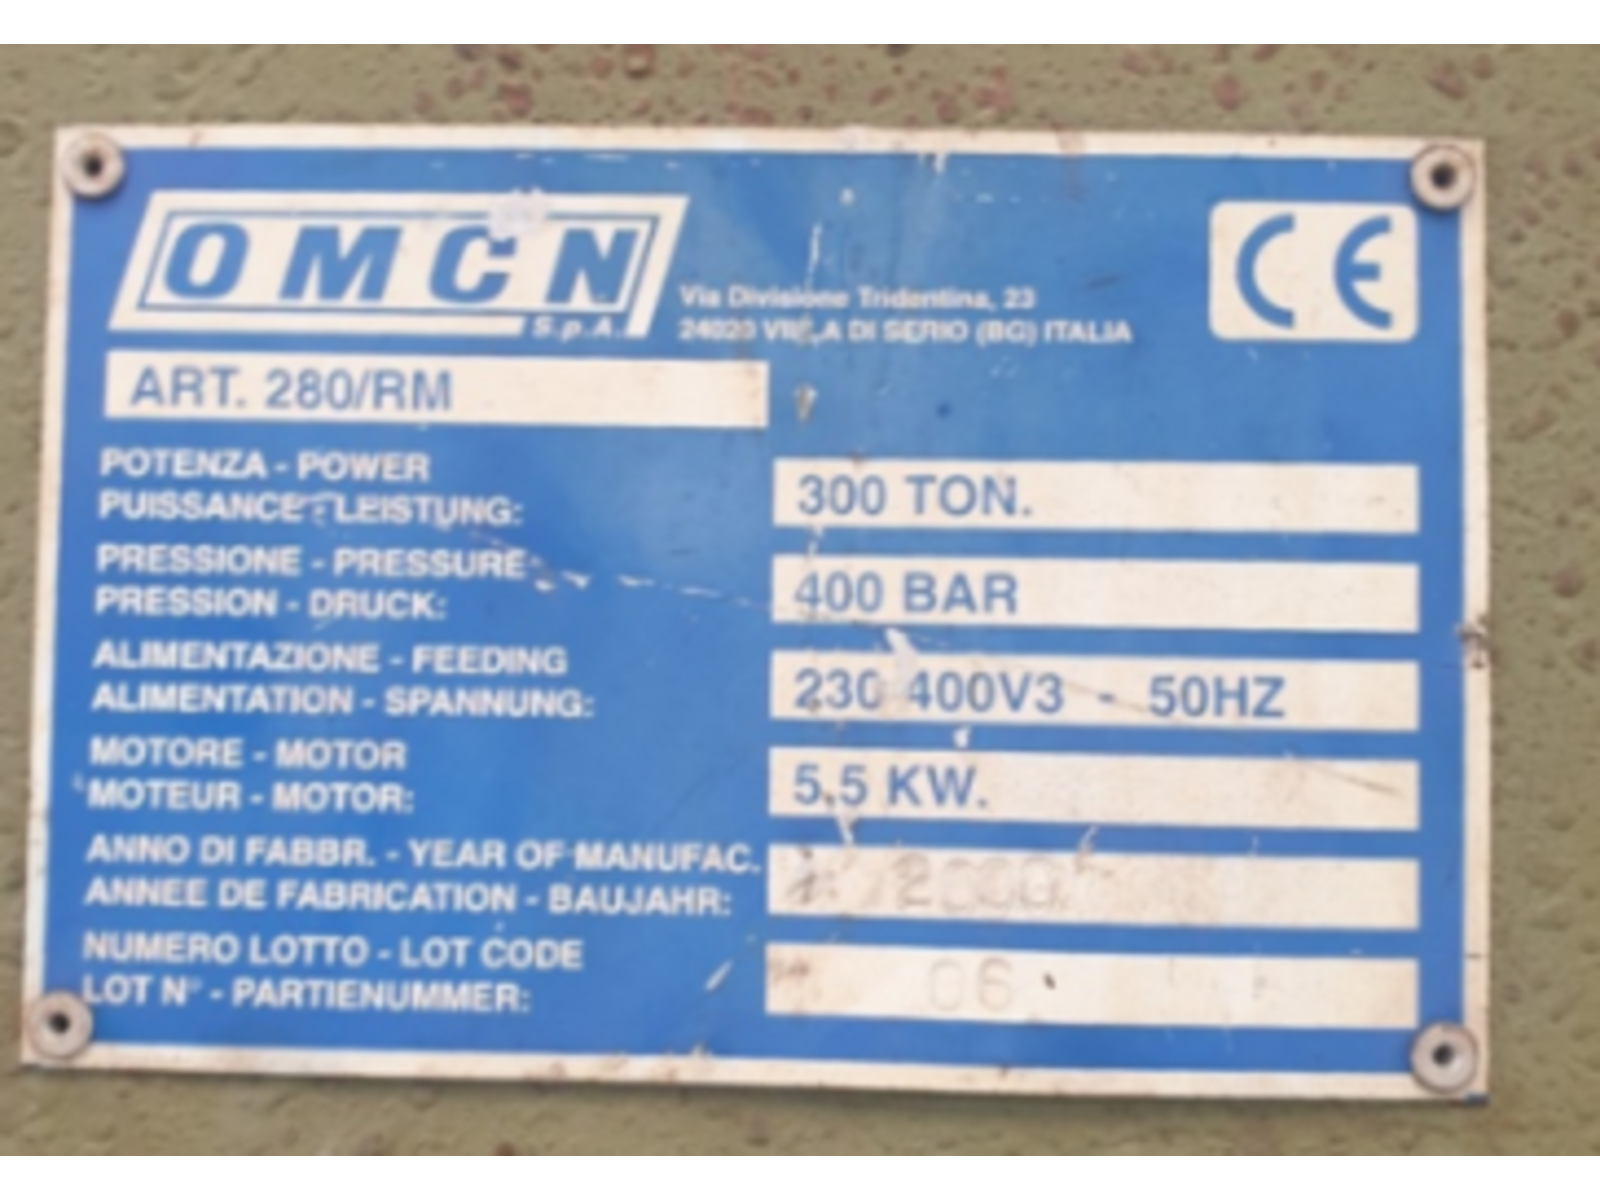 OMCN
S.p.A.
Via Divisione Tridentina, 23
24020 VILLA DI SERIO (BG) ITALIA
CE
ART. 280/RM
POTENZA - POWER
PUISSANCE - LEISTUNG:
300 TON.
PRESSIONE - PRESSURE
PRESSION - DRUCK:
400 BAR
ALIMENTAZIONE - FEEDING
ALIMENTATION - SPANNUNG:
230 400V3 - 50HZ
MOTORE - MOTOR
MOTEUR - MOTOR:
5.5 KW.
ANNO DI FABBR. - YEAR OF MANUFAC.
ANNEE DE FABRICATION - BAUJAHR:
2000
NUMERO LOTTO - LOT CODE
LOT N° - PARTIENUMMER:
06